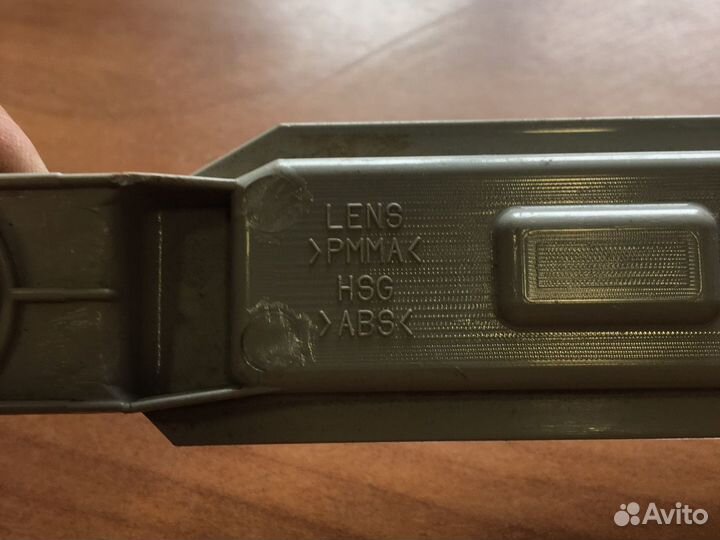 LENS
>PMMA<
HSG
>ABS<
Avito